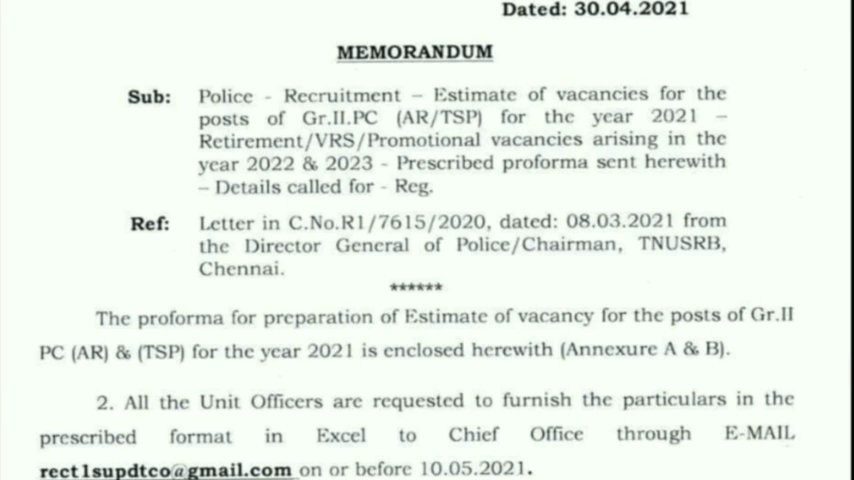 Dated: 30.04.2021
MEMORANDUM
Sub: Police - Recruitment – Estimate of vacancies for the
posts of Gr.II.PC (AR/TSP) for the year 2021 –
Retirement/VRS/Promotional vacancies arising in the
year 2022 & 2023 - Prescribed proforma sent herewith
– Details called for - Reg.
Ref: Letter in C.No.R1/7615/2020, dated: 08.03.2021 from
the Director General of Police/Chairman, TNUSRB,
Chennai.
******
The proforma for preparation of Estimate of vacancy for the posts of Gr.II
PC (AR) & (TSP) for the year 2021 is enclosed herewith (Annexure A & B).
2. All the Unit Officers are requested to furnish the particulars in the
prescribed format in Excel to Chief Office through E-MAIL
rect1supdtco@gmail.com on or before 10.05.2021.